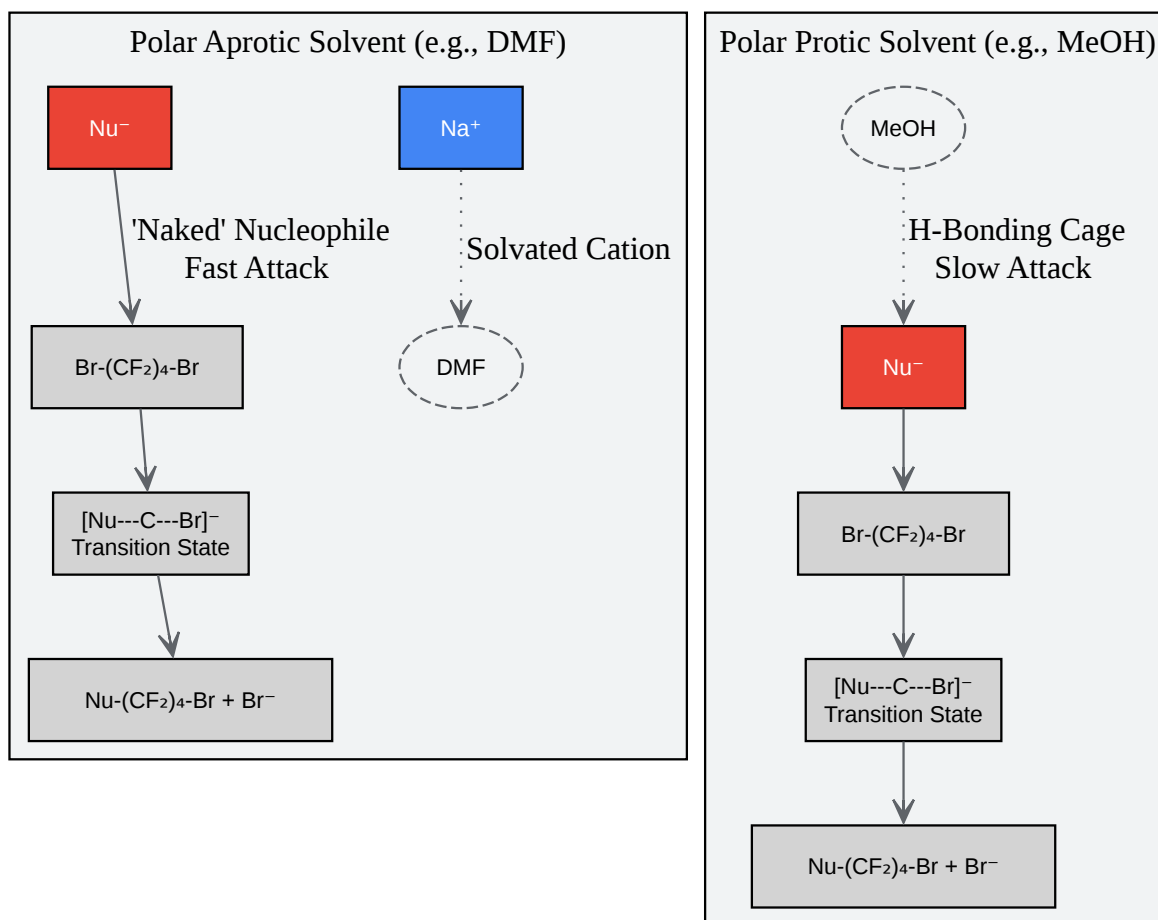 Polar Aprotic Solvent (e.g., DMF)
Nu⁻
Na⁺
'Naked' Nucleophile
Fast Attack
Solvated Cation
Br-(CF₂)₄-Br
DMF
[Nu---C---Br]⁻
Transition State
Nu-(CF₂)₄-Br + Br⁻
Polar Protic Solvent (e.g., MeOH)
MeOH
H-Bonding Cage
Slow Attack
Nu⁻
Br-(CF₂)₄-Br
[Nu---C---Br]⁻
Transition State
Nu-(CF₂)₄-Br + Br⁻